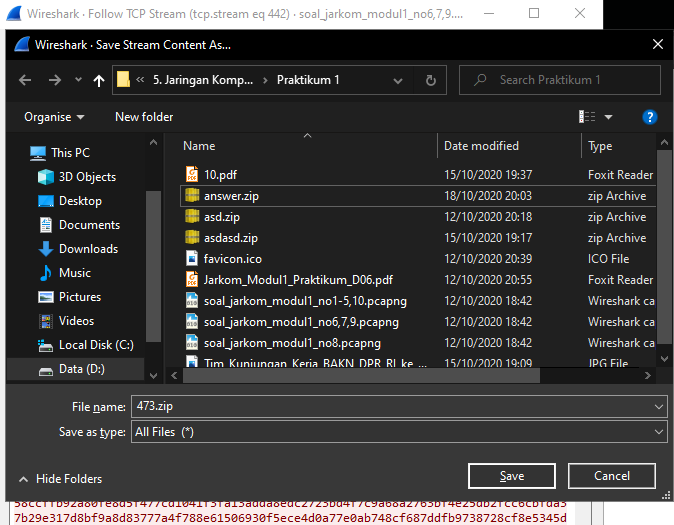 Wireshark · Follow TCP Stream (tcp.stream eq 442) · soal_jarkom_modul1_no6,7,9....
Wireshark · Save Stream Content As...
« 5. Jaringan Komp... › Praktikum 1
Search Praktikum 1
Organise New folder
Name Date modified Type
This PC
3D Objects
Desktop
Documents
Downloads
Music
Pictures
Videos
Local Disk (C:)
Data (D:)
10.pdf 15/10/2020 19:37 Foxit Reader
answer.zip 18/10/2020 20:03 zip Archive
asd.zip 12/10/2020 20:18 zip Archive
asdasd.zip 15/10/2020 19:17 zip Archive
favicon.ico 12/10/2020 20:39 ICO File
Jarkom_Modul1_Praktikum_D06.pdf 12/10/2020 20:55 Foxit Reader
soal_jarkom_modul1_no1-5,10.pcapng 12/10/2020 18:42 Wireshark ca
soal_jarkom_modul1_no6,7,9.pcapng 12/10/2020 18:42 Wireshark ca
soal_jarkom_modul1_no8.pcapng 12/10/2020 18:42 Wireshark ca
Tim_Kunjungan_Kerja_BAKN_DPR_RI_ke_... 15/10/2020 19:09 JPG File
File name: 473.zip
Save as type: All Files (*)
Hide Folders
Save Cancel
7b29e317d8bf9a8d83777a4f788e61506930f5ece4d0a77e0ab748cf687ddfb9738728cf8e5345d